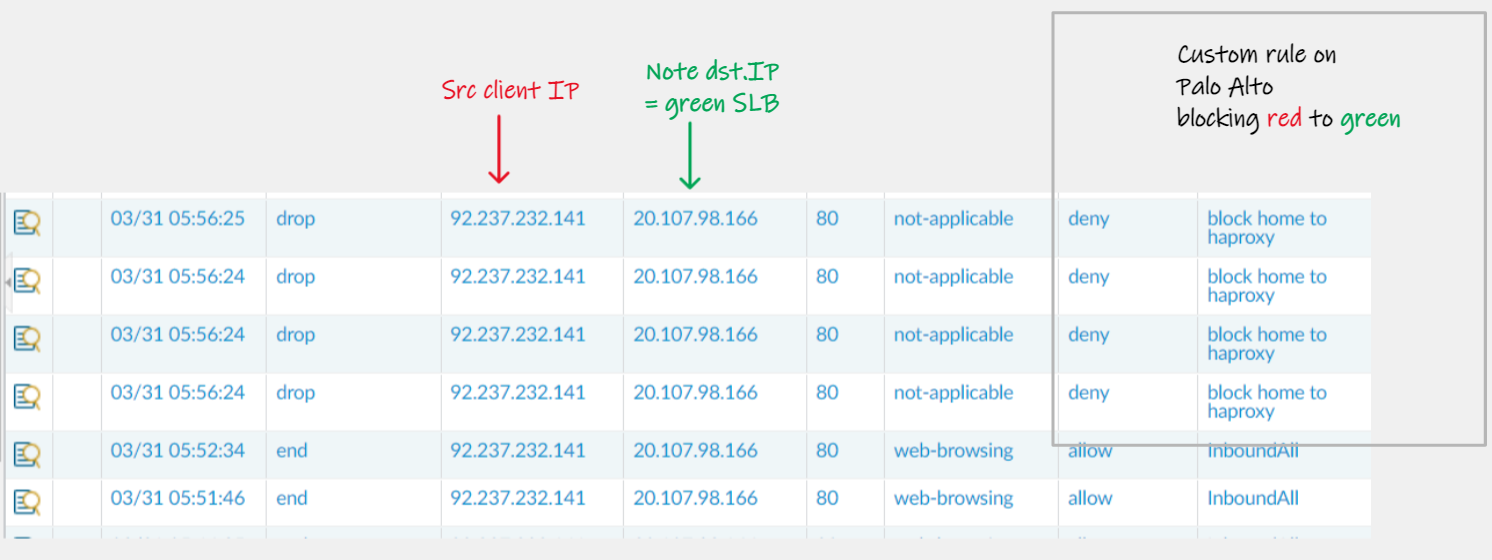 Custom rule on
Palo Alto
blocking red to green
Note dst.IP
= green SLB
Src client IP
03/31 05:56:25 drop 92.237.232.141 20.107.98.166 80 not-applicable deny block home to
haproxy
03/31 05:56:24 drop 92.237.232.141 20.107.98.166 80 not-applicable deny block home to
haproxy
03/31 05:56:24 drop 92.237.232.141 20.107.98.166 80 not-applicable deny block home to
haproxy
03/31 05:56:24 drop 92.237.232.141 20.107.98.166 80 not-applicable deny block home to
haproxy
03/31 05:52:34 end 92.237.232.141 20.107.98.166 80 web-browsing allow InboundAll
03/31 05:51:46 end 92.237.232.141 20.107.98.166 80 web-browsing allow InboundAll